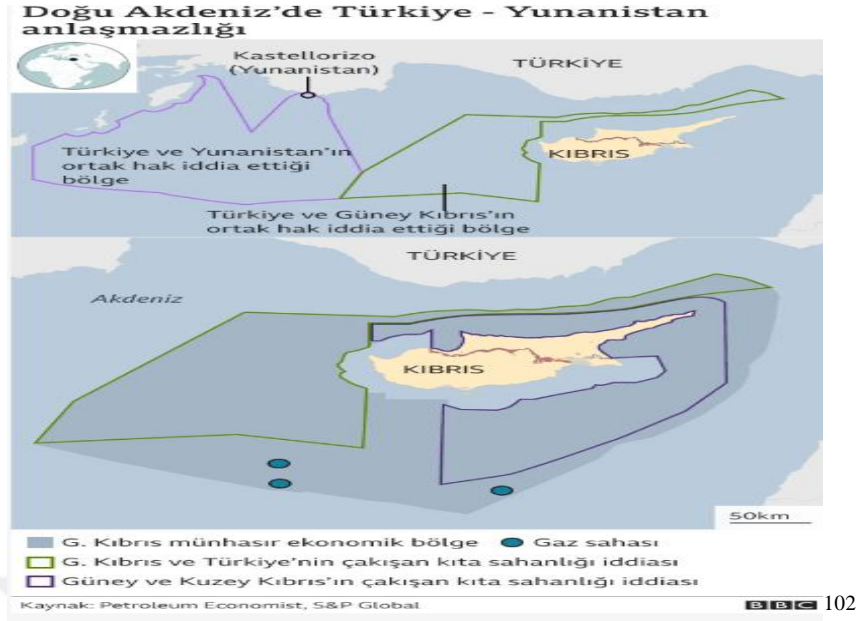 Doğu Akdeniz’de Türkiye - Yunanistan
anlaşmazlığı
Kastellorizo
(Yunanistan)
TÜRKİYE
KIBRIS
Türkiye ve Yunanistan’ın
ortak hak iddia ettiği
bölge
Türkiye ve Güney Kıbrıs’ın
ortak hak iddia ettiği bölge
TÜRKİYE
Akdeniz
KIBRIS
50km
G. Kıbrıs münhasır ekonomik bölge
Gaz sahası
G. Kıbrıs ve Türkiye’nin çakışan kıta sahanlığı iddiası
Güney ve Kuzey Kıbrıs’ın çakışan kıta sahanlığı iddiası
Kaynak: Petroleum Economist, S&P Global
BBC
102